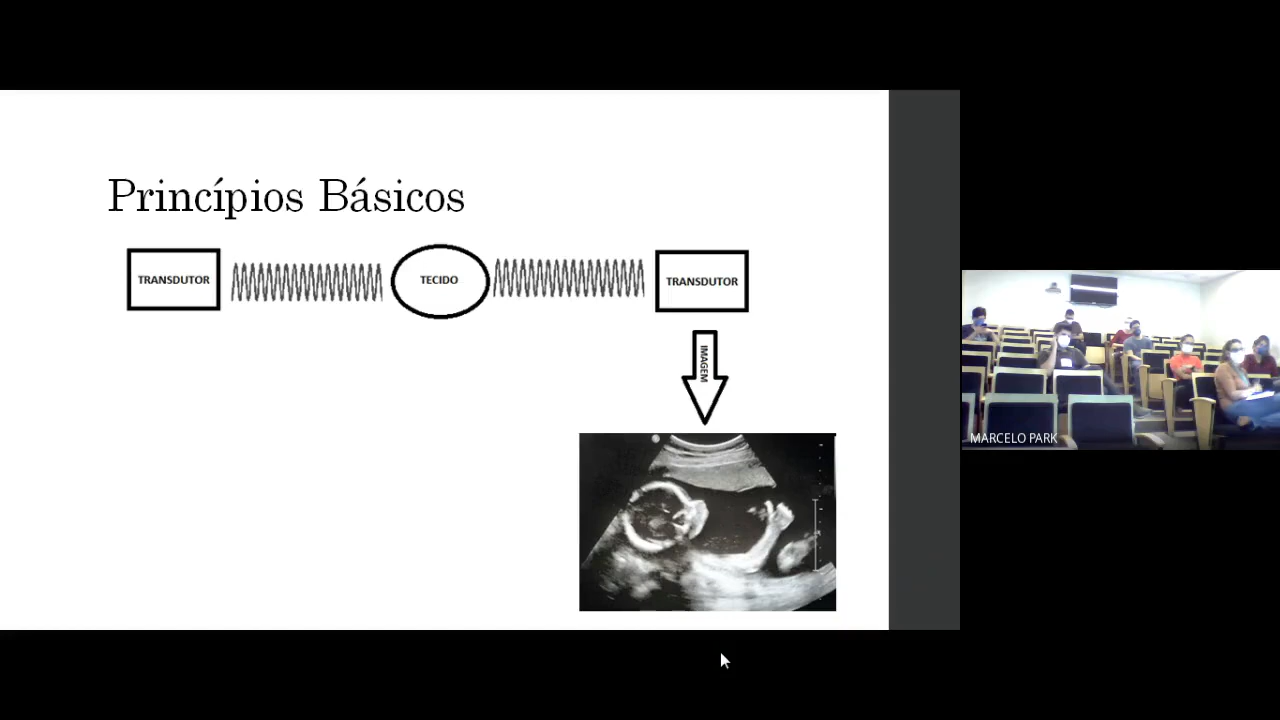 Princípios Básicos
TRANSDUTOR
TECIDO
TRANSDUTOR
IMAGEM
MARCELO PARK